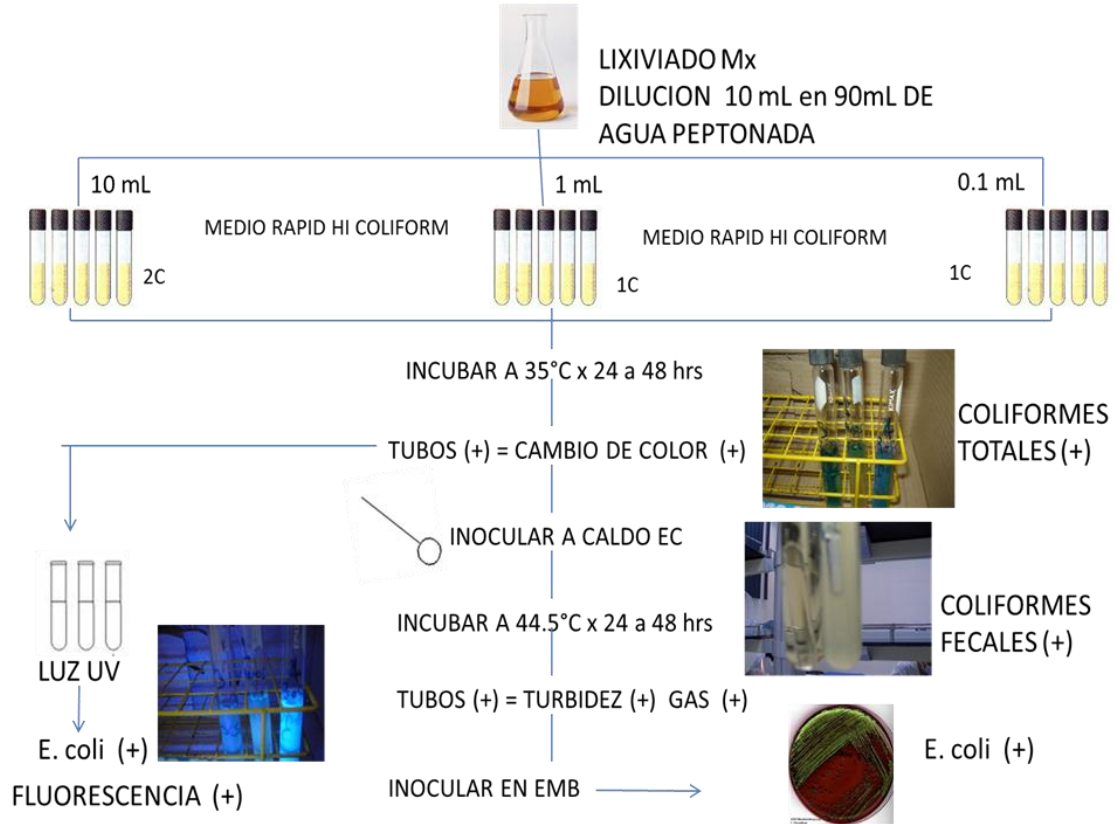 LIXIVIADO Mx
DILUCION 10 mL en 90mL DE
AGUA PEPTONADA
10 mL
1 mL
0.1 mL
MEDIO RAPID HI COLIFORM
MEDIO RAPID HI COLIFORM
2C
1C
1C
INCUBAR A 35°C x 24 a 48 hrs
COLIFORMES
TOTALES (+)
TUBOS (+) = CAMBIO DE COLOR (+)
INOCULAR A CALDO EC
COLIFORMES
FECALES (+)
INCUBAR A 44.5°C x 24 a 48 hrs
LUZ UV
TUBOS (+) = TURBIDEZ (+) GAS (+)
E. coli (+)
FLUORESCENCIA (+)
INOCULAR EN EMB
E. coli (+)